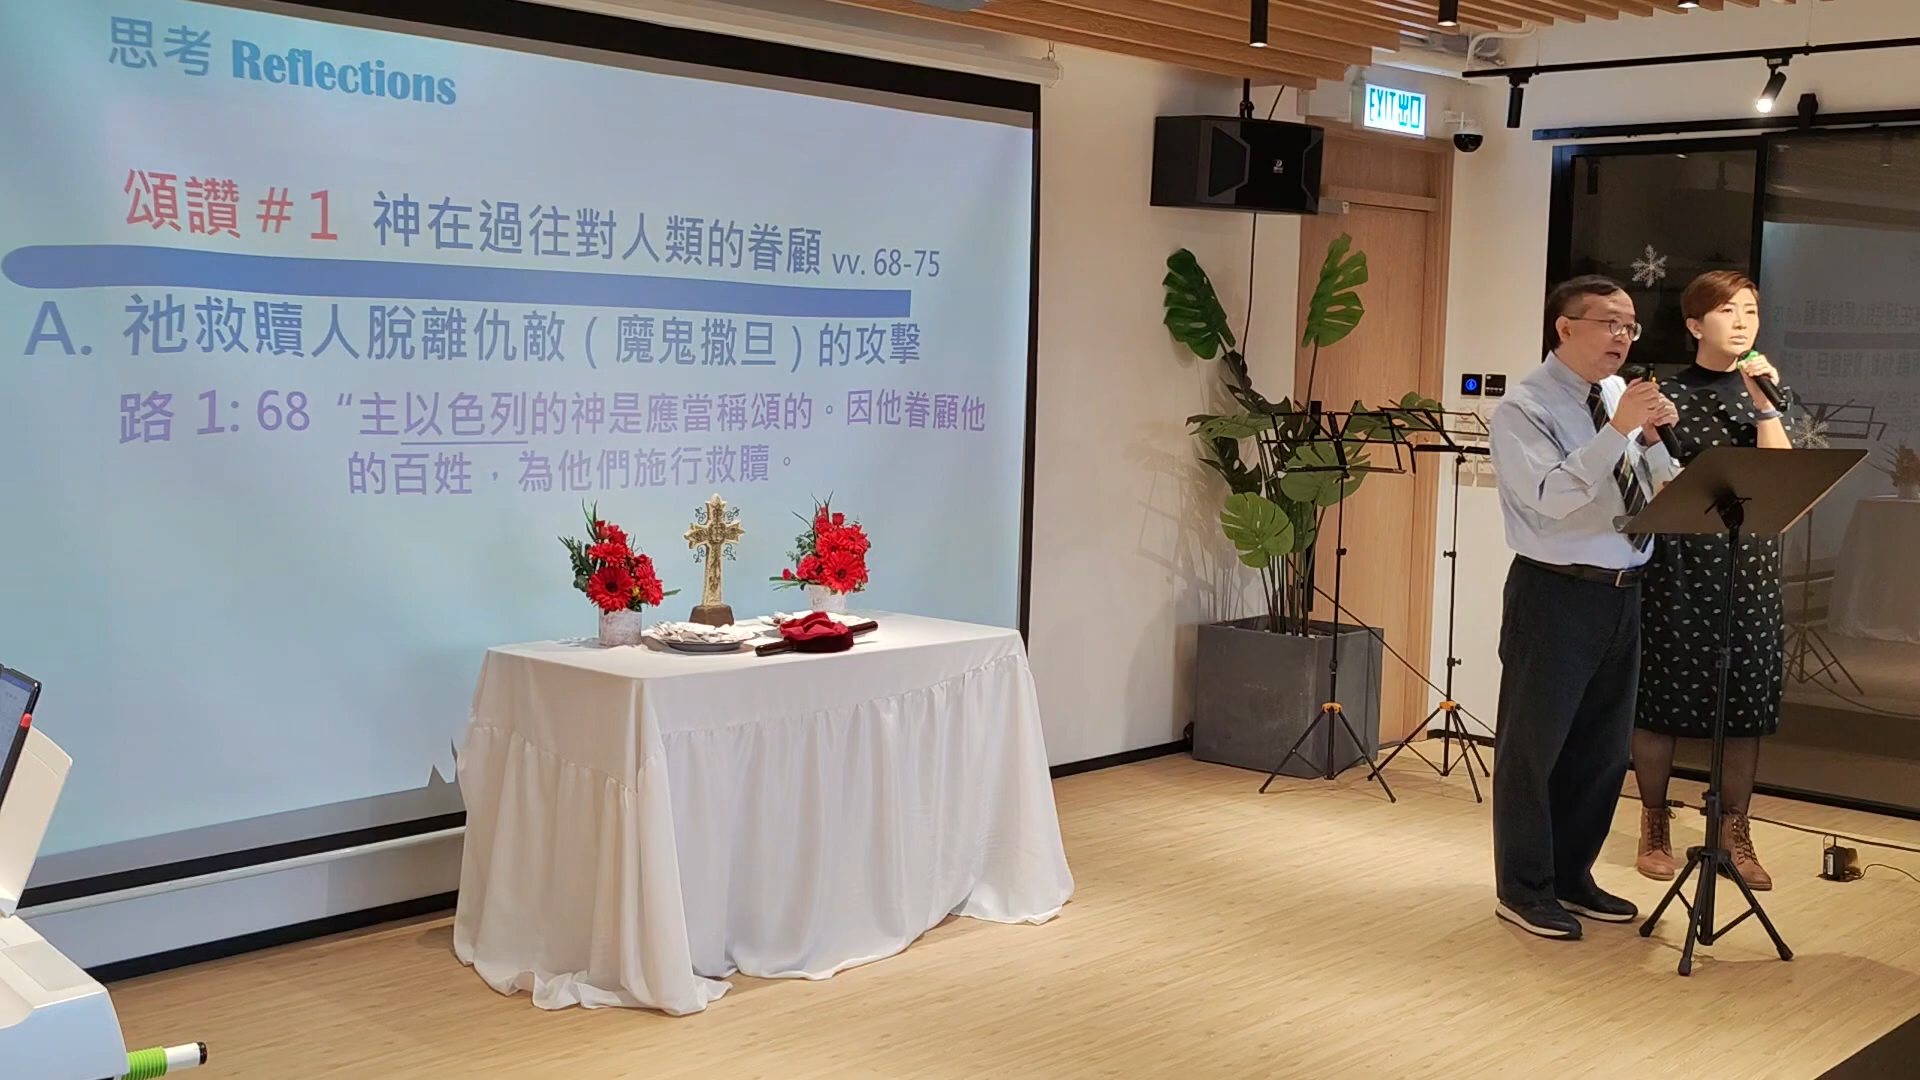 思考 Reflections
頌讚 #1 神在過往對人類的眷顧 vv. 68-75
A. 祂救贖人脫離仇敵(魔鬼撒旦)的攻擊
路 1: 68 “主以色列的神是應當稱頌的。因他眷顧他
的百姓，為他們施行救贖。
EXIT 出口